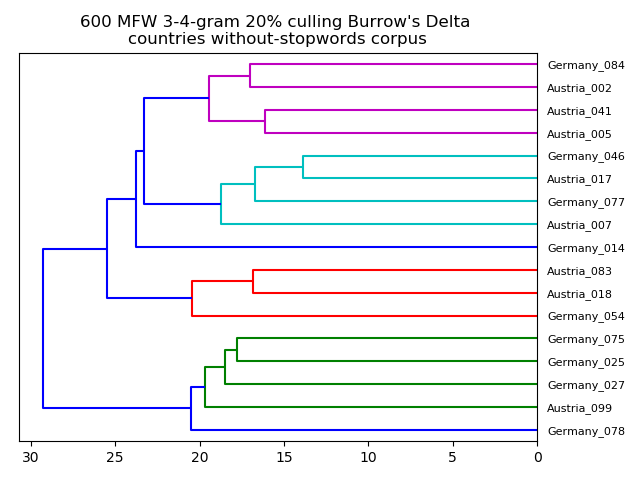 600 MFW 3-4-gram 20% culling Burrow's Delta
countries without-stopwords corpus
Germany_084
Austria_002
Austria_041
Austria_005
Germany_046
Austria_017
Germany_077
Austria_007
Germany_014
Austria_083
Austria_018
Germany_054
Germany_075
Germany_025
Germany_027
Austria_099
Germany_078
30 25 20 15 10 5 0